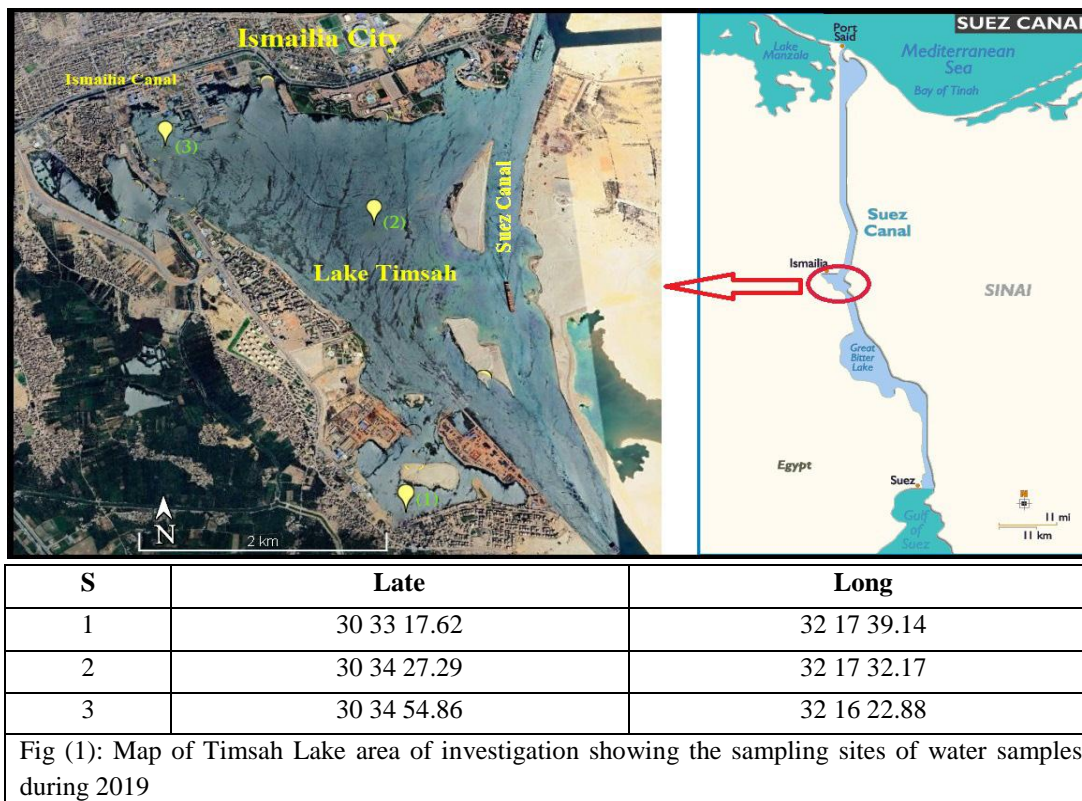 Ismailia City
Ismailia Canal
(3)
(2)
Suez Canal
Lake Timsah
(1)
N
2 km
SUEZ CANAL
Port
Said
Lake
Manzala
Mediterranean
Sea
Bay of Tinah
Suez
Canal
Ismailia
SINAI
Great
Bitter
Lake
Egypt
Suez
Gulf
of
Suez
N
11 mi
11 km
S Late Long
1 30 33 17.62 32 17 39.14
2 30 34 27.29 32 17 32.17
3 30 34 54.86 32 16 22.88
Fig (1): Map of Timsah Lake area of investigation showing the sampling sites of water samples
during 2019